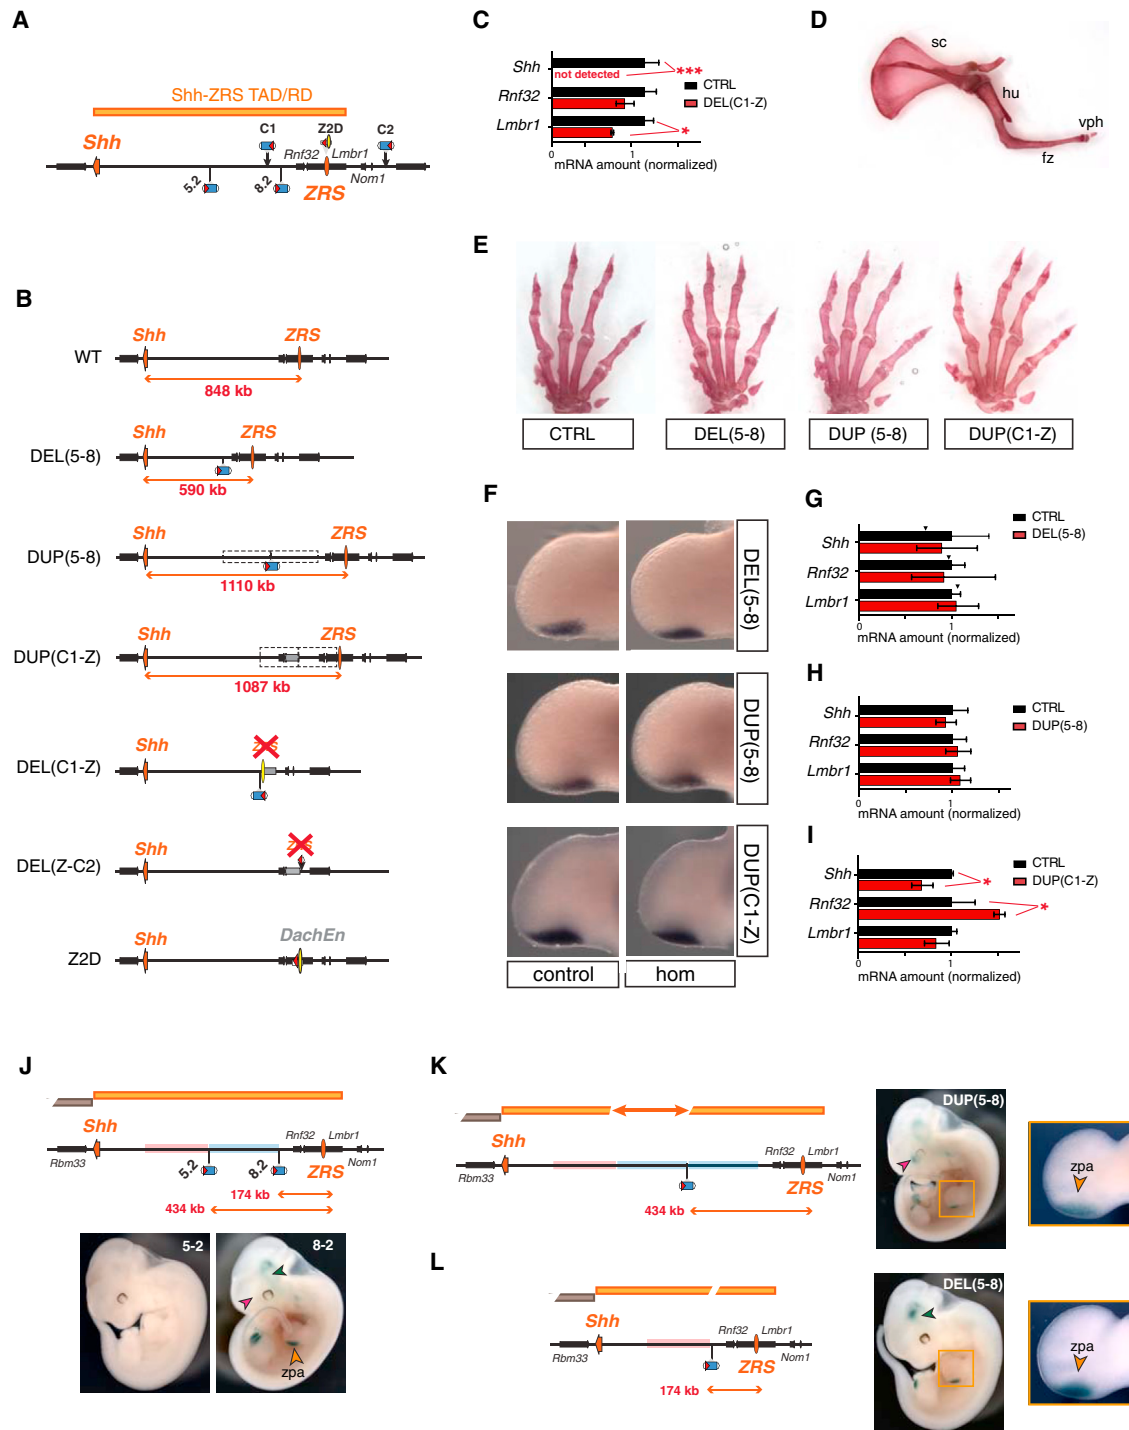 A
Shh-ZRS TAD/RD
Shh
C1
Z2D
C2
Rnf32
Lmbr1
5.2
8.2
ZRS
Nom1
B
WT
Shh
ZRS
848 kb
DEL(5-8)
Shh
ZRS
590 kb
DUP(5-8)
Shh
ZRS
1110 kb
DUP(C1-Z)
Shh
ZRS
1087 kb
DEL(C1-Z)
Shh
ZRS
DEL(Z-C2)
Shh
ZRS
Z2D
Shh
DachEn
C
Shh
not detected
***
Rnf32
Lmbr1
*
CTRL
DEL(C1-Z)
0
1
mRNA amount (normalized)
D
sc
hu
vph
fz
E
CTRL
DEL(5-8)
DUP (5-8)
DUP(C1-Z)
F
DEL(5-8)
DUP(5-8)
DUP(C1-Z)
control
hom
G
Shh
Rnf32
Lmbr1
CTRL
DEL(5-8)
0
1
mRNA amount (normalized)
H
Shh
Rnf32
Lmbr1
CTRL
DUP(5-8)
0
1
mRNA amount (normalized)
I
Shh
*
Rnf32
*
Lmbr1
CTRL
DUP(C1-Z)
0
1
mRNA amount (normalized)
J
Shh
Rnf32
Lmbr1
Rbm33
5.2
8.2
ZRS
Nom1
174 kb
434 kb
5-2
8-2
zpa
K
Shh
Rnf32
Lmbr1
Rbm33
ZRS
Nom1
434 kb
DUP(5-8)
zpa
L
Shh
Rnf32
Lmbr1
Rbm33
ZRS
Nom1
174 kb
DEL(5-8)
zpa